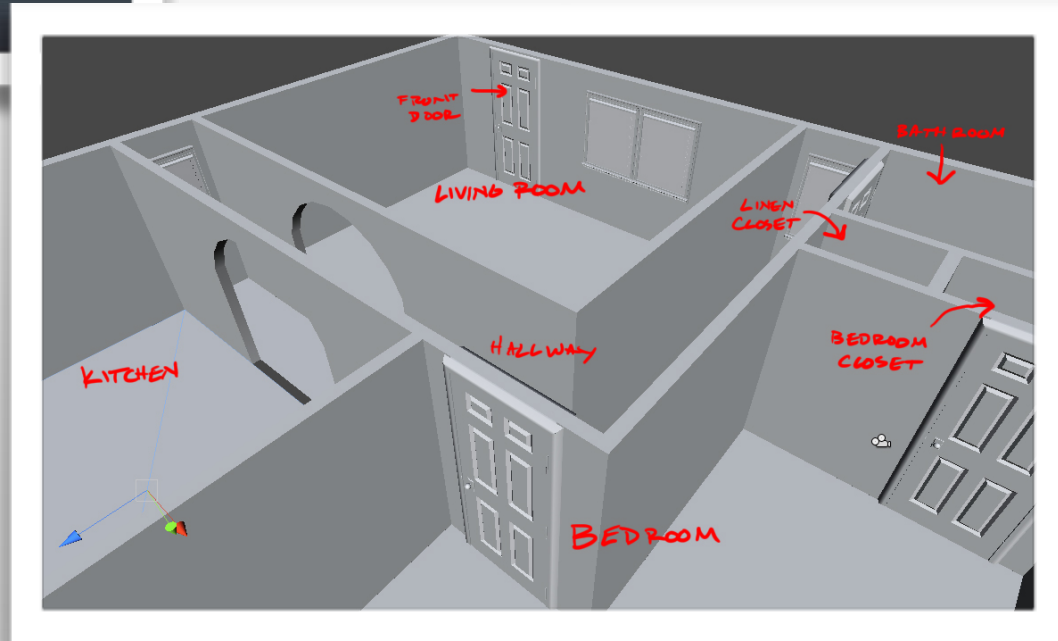 FRONT
DOOR
BATHROOM
LIVING ROOM
LINEN
CLOSET
HALLWAY
BEDROOM
CLOSET
KITCHEN
BEDROOM